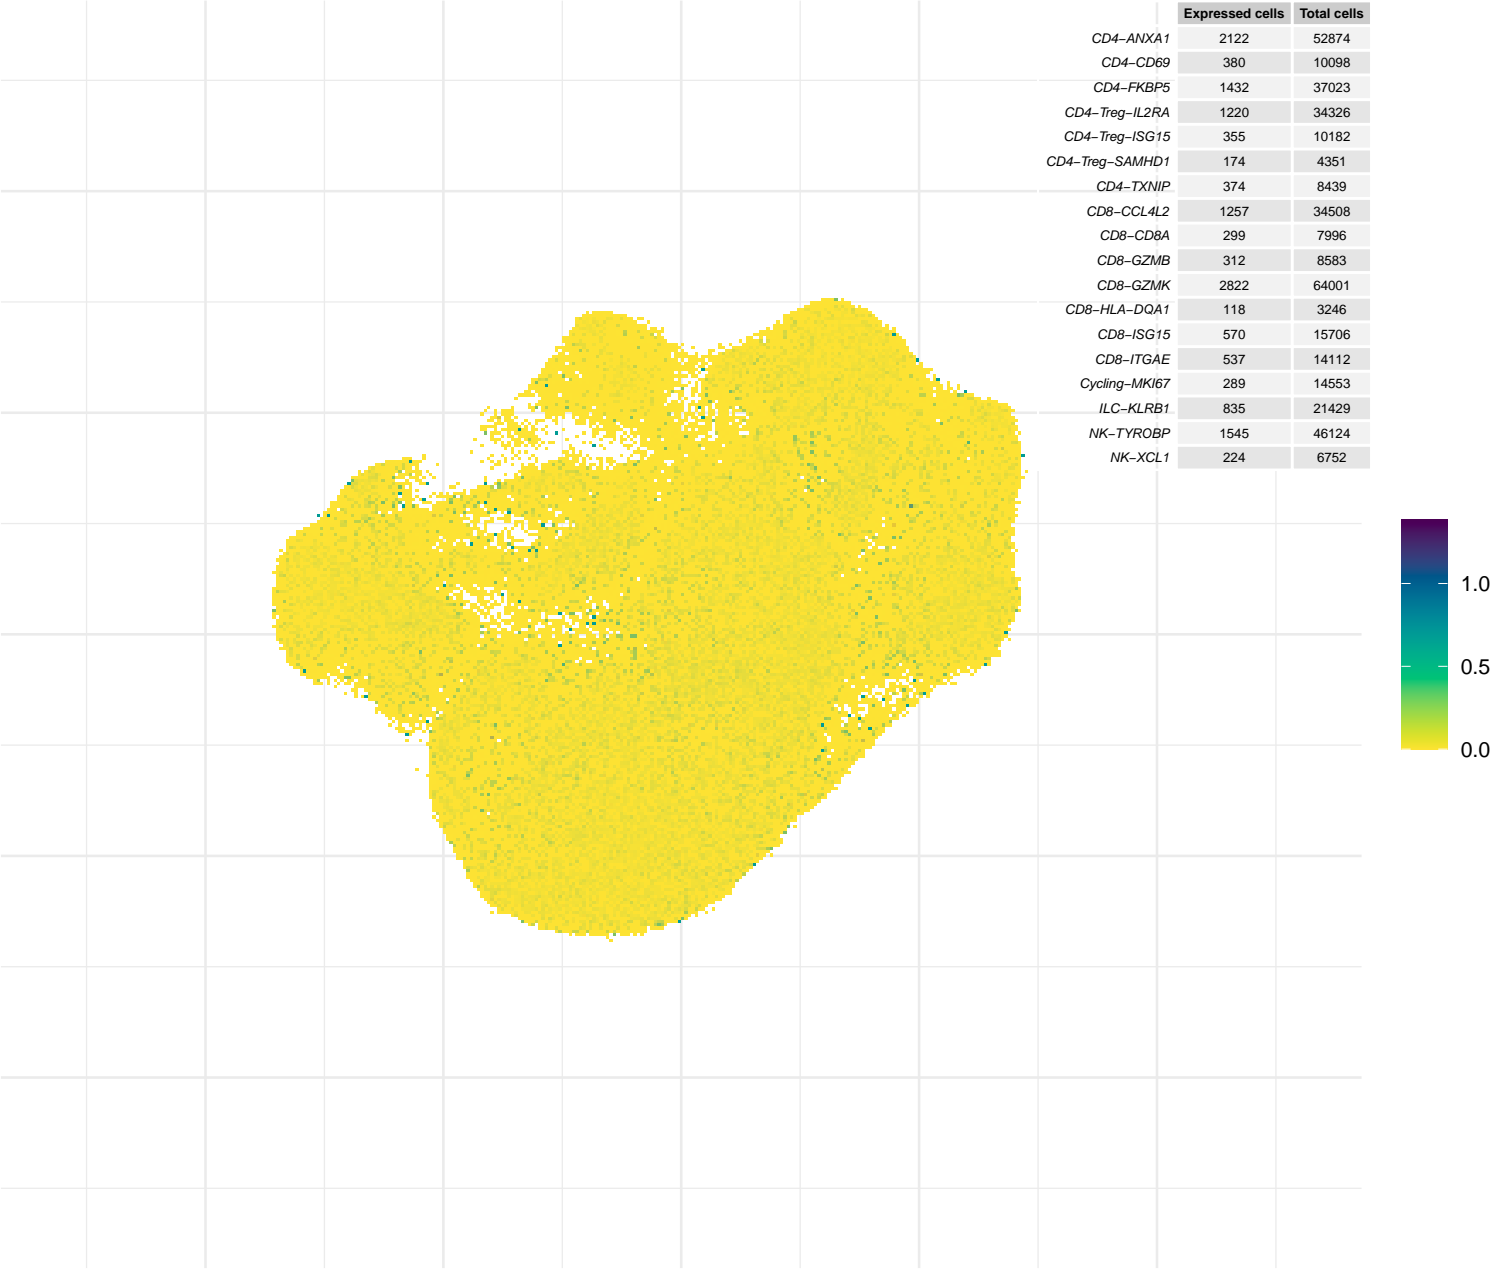 Expressed cells Total cells
CD4−ANXA1 2122 52874
CD4−CD69 380 10098
CD4−FKBP5 1432 37023
CD4−Treg−IL2RA 1220 34326
CD4−Treg−ISG15 355 10182
CD4−Treg−SAMHD1 174 4351
CD4−TXNIP 374 8439
CD8−CCL4L2 1257 34508
CD8−CD8A 299 7996
CD8−GZMB 312 8583
CD8−GZMK 2822 64001
CD8−HLA−DQA1 118 3246
CD8−ISG15 570 15706
CD8−ITGAE 537 14112
Cycling−MKI67 289 14553
ILC−KLRB1 835 21429
NK−TYROBP 1545 46124
NK−XCL1 224 6752
1.0
0.5
0.0